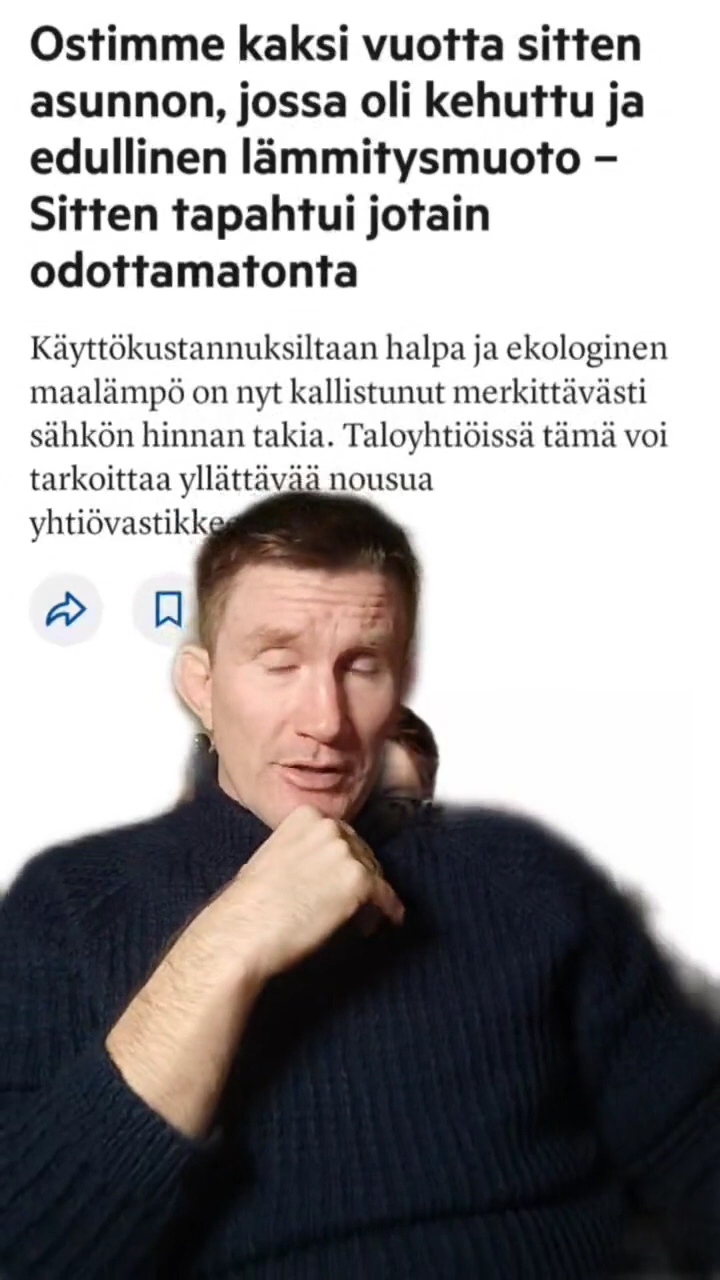 Ostimme kaksi vuotta sitten
asunnon, jossa oli kehuttu ja
edullinen lämmitysmuoto –
Sitten tapahtui jotain
odottamatonta
Käyttökustannuksiltaan halpa ja ekologinen
maalämpö on nyt kallistunut merkittävästi
sähkön hinnan takia. Taloyhtiöissä tämä voi
tarkoittaa yllättävää nousua